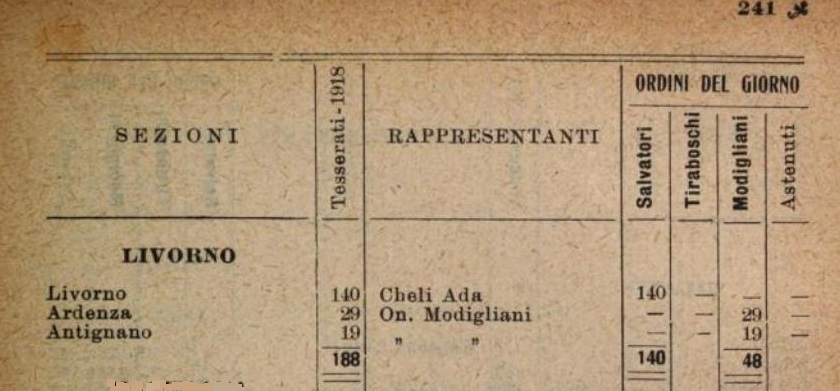 241
SEZIONI Tesserati-1918 RAPPRESENTANTI ORDINI DEL GIORNO
Salvatori Tiraboschi Modigliani Astenuti
LIVORNO
Livorno 140 Cheli Ada 140 — — —
Ardenza 29 On. Modigliani — — 29 —
Antignano 19 „ „ — — 19 —
188 140 48